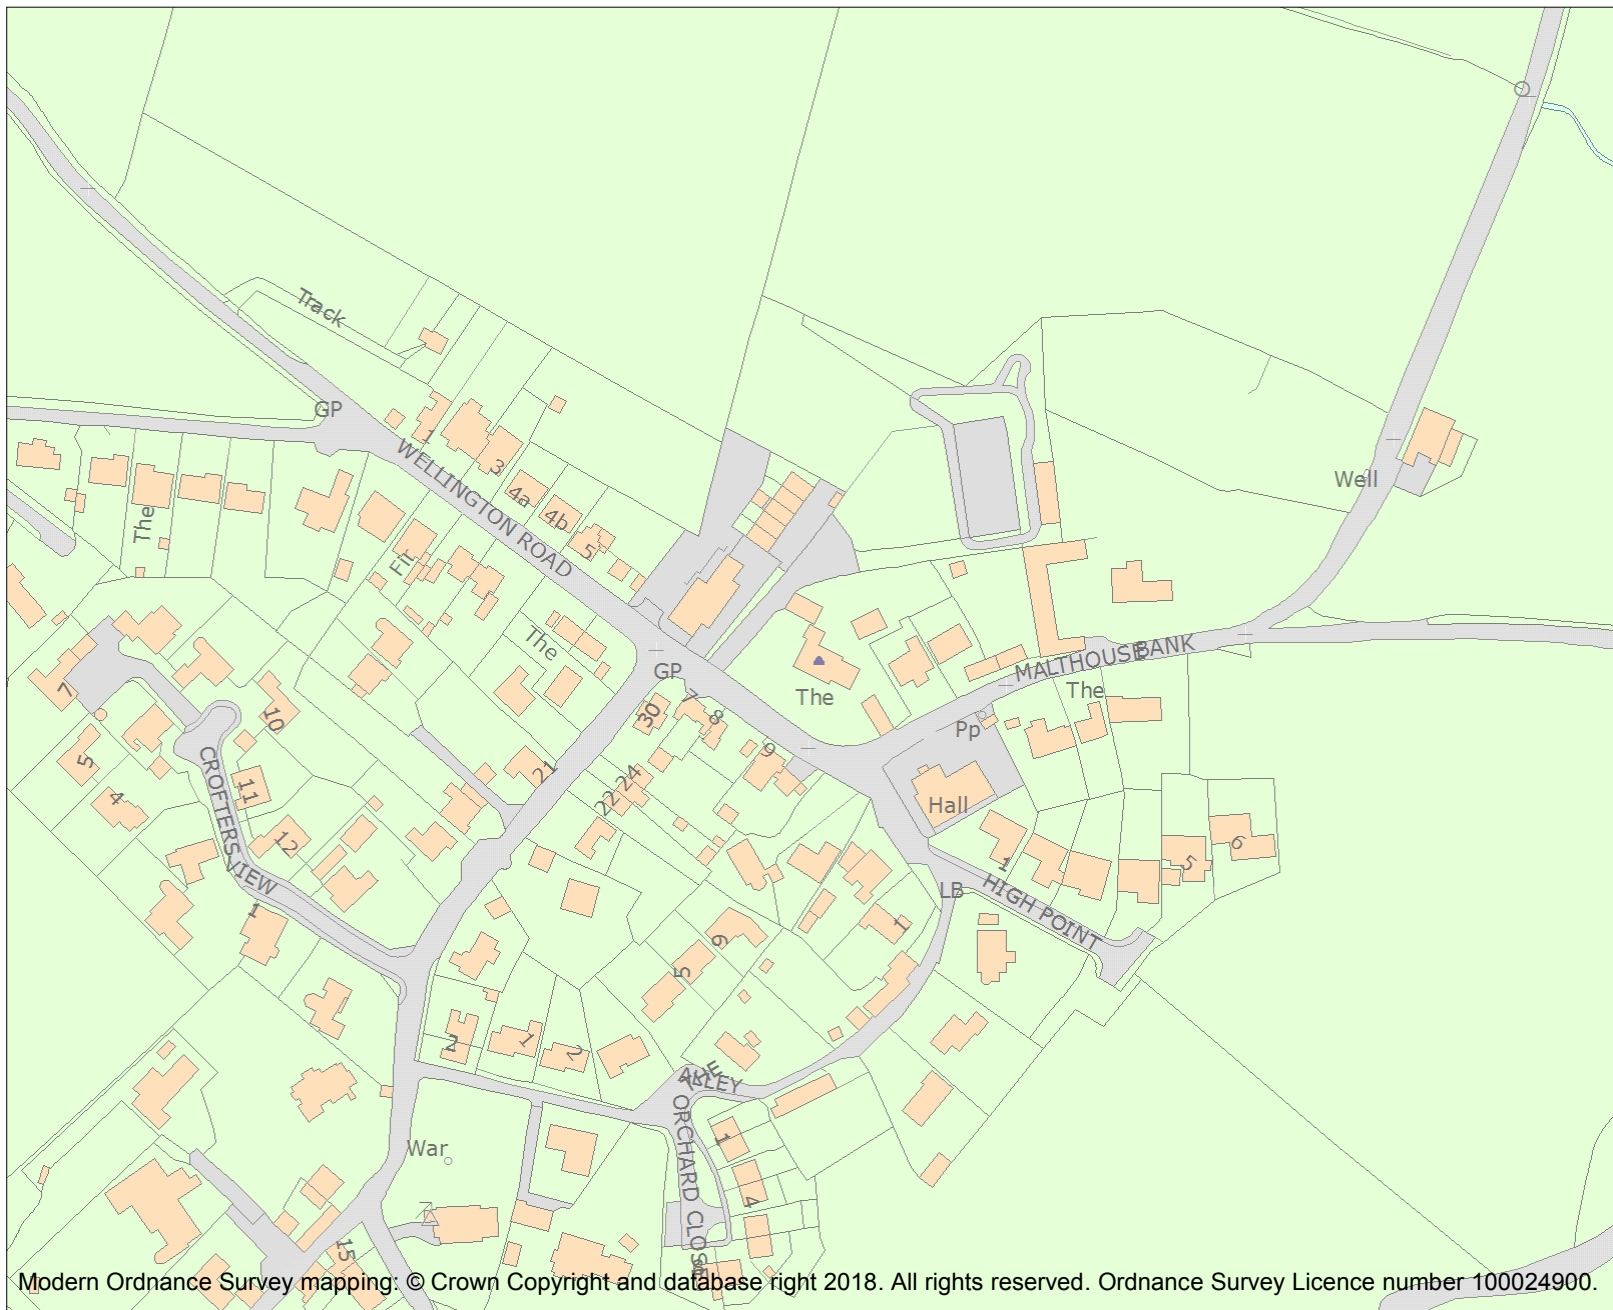 Track
GP
1
WELLINGTON ROAD
3
4a
4b
5
Well
The
Fit
The
GP
MALTHOUSE BANK
The
The
7
10
30
7
8
Pp
9
5
21
CROFTERS VIEW
11
4
24
22
Hall
12
6
1
5
LB
HIGH POINT
1
1
6
5
2
1
2
THE
ALLEY
ORCHARD CLOSE
1
War
4
15
Modern Ordnance Survey mapping: © Crown Copyright and database right 2018. All rights reserved. Ordnance Survey Licence number 100024900.